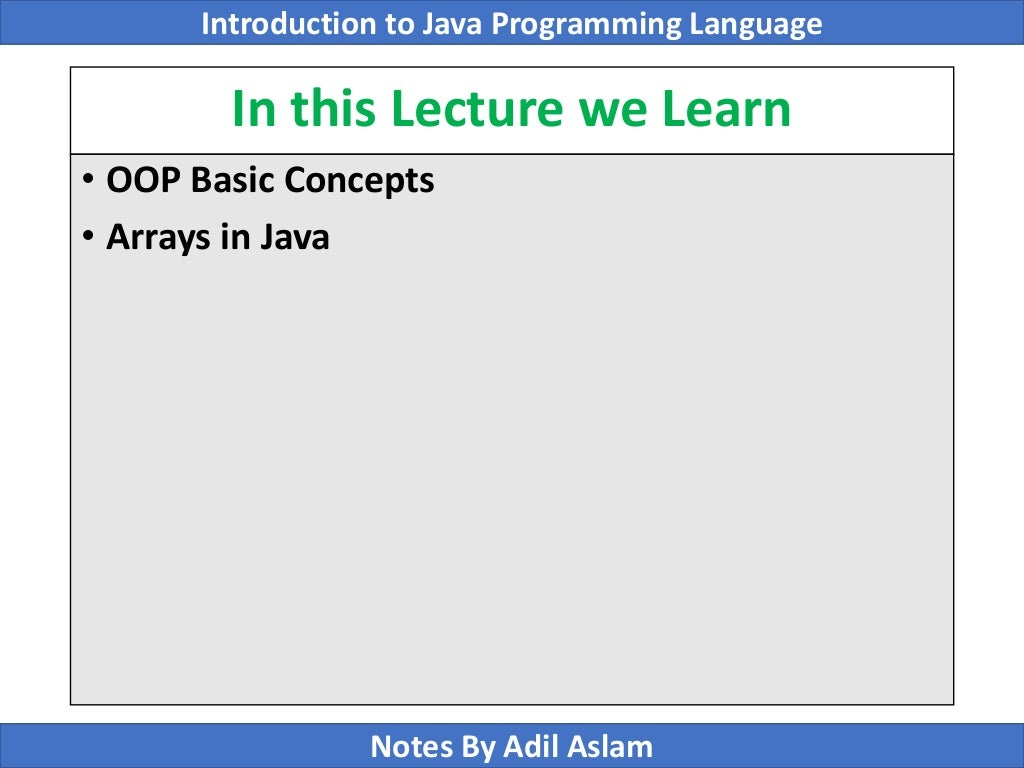 Introduction to Java Programming Language
In this Lecture we Learn
• OOP Basic Concepts
• Arrays in Java
Notes By Adil Aslam